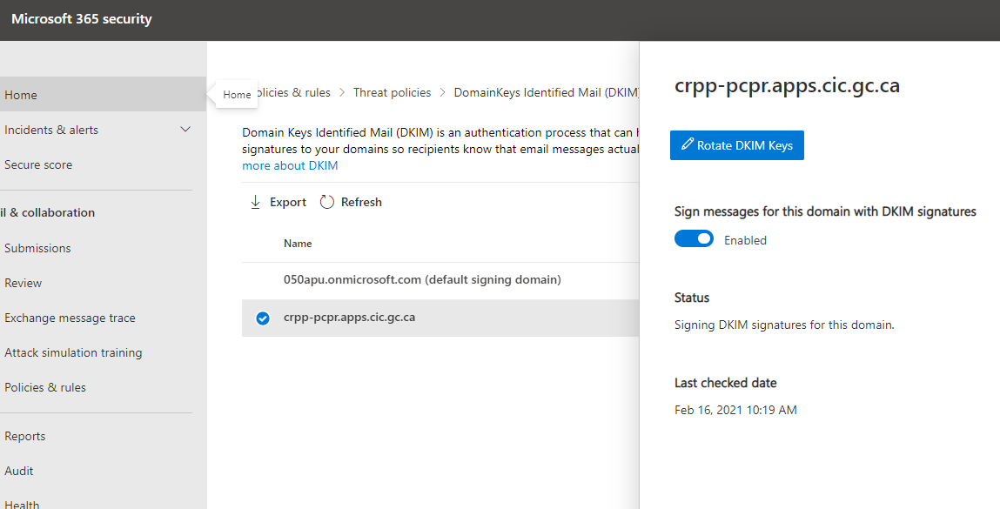 Microsoft 365 security
Home
Incidents & alerts
Secure score
il & collaboration
Submissions
Review
Exchange message trace
Attack simulation training
Policies & rules
Reports
Audit
Health
Home
olicies & rules > Threat policies > DomainKeys Identified Mail (DKIM)
Domain Keys Identified Mail (DKIM) is an authentication process that can
signatures to your domains so recipients know that email messages actual
more about DKIM
Export Refresh
Name
050apu.onmicrosoft.com (default signing domain)
crpp-pcpr.apps.cic.gc.ca
crpp-pcpr.apps.cic.gc.ca
Rotate DKIM Keys
Sign messages for this domain with DKIM signatures
Enabled
Status
Signing DKIM signatures for this domain.
Last checked date
Feb 16, 2021 10:19 AM